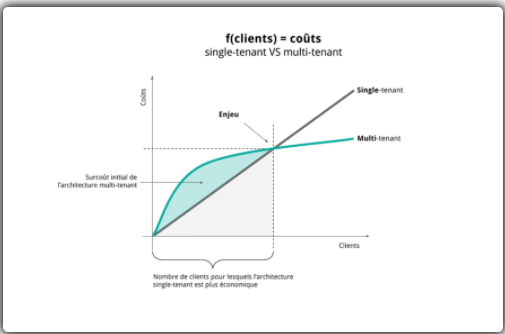 f(clients) = coûts
single-tenant VS multi-tenant
Coûts
Single-tenant
Enjeu
Multi-tenant
Surcoût initial de
l'architecture multi-tenant
Clients
Nombre de clients pour lesquels l'architecture
single-tenant est plus économique